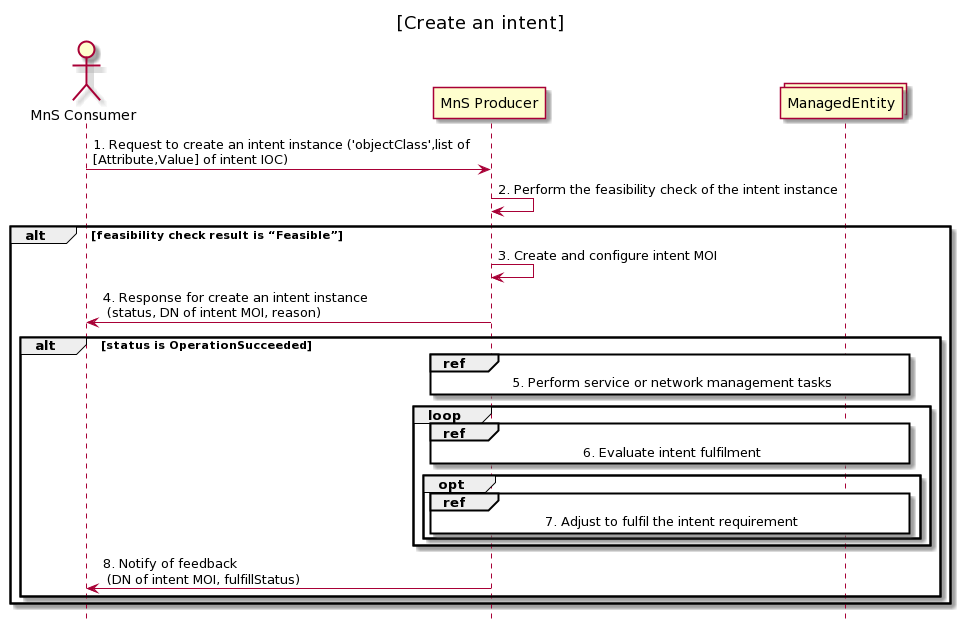 [Create an intent]
MnS Consumer
MnS Producer
ManagedEntity
1. Request to create an intent instance ('objectClass',list of
[Attribute,Value] of intent IOC)
2. Perform the feasibility check of the intent instance
alt
[feasibility check result is “Feasible”]
3. Create and configure intent MOI
4. Response for create an intent instance
(status, DN of intent MOI, reason)
alt
[status is OperationSucceeded]
ref
5. Perform service or network management tasks
loop
ref
6. Evaluate intent fulfilment
opt
ref
7. Adjust to fulfil the intent requirement
8. Notify of feedback
(DN of intent MOI, fulfillStatus)